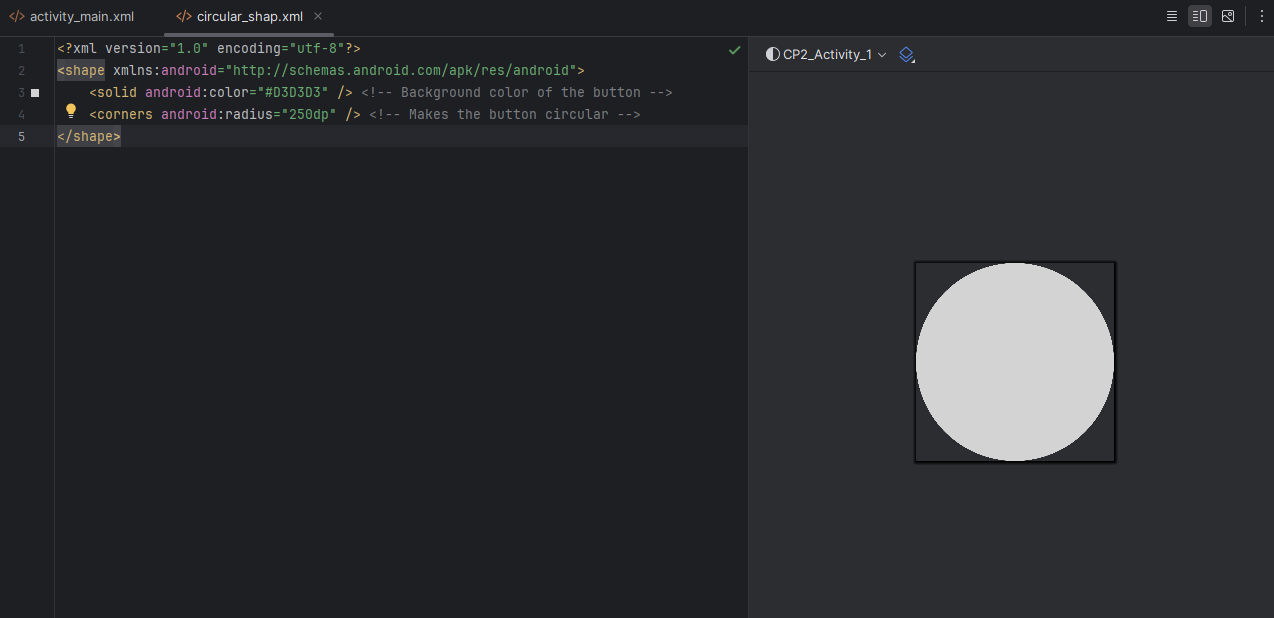 activity_main.xml
circular_shap.xml
1 <?xml version="1.0" encoding="utf-8"?>
2 <shape xmlns:android="http://schemas.android.com/apk/res/android">
3 <solid android:color="#D3D3D3" /> <!-- Background color of the button -->
4 <corners android:radius="250dp" /> <!-- Makes the button circular -->
5 </shape>
CP2_Activity_1